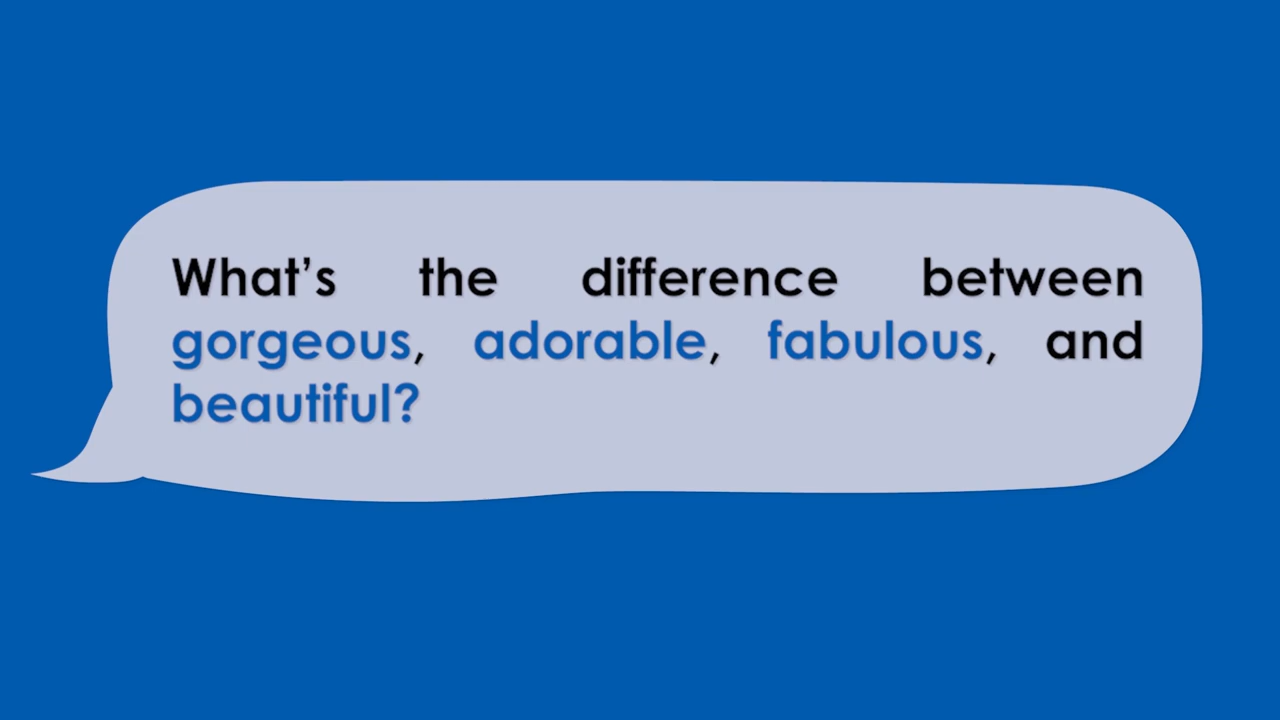 What’s the difference between
gorgeous, adorable, fabulous, and
beautiful?